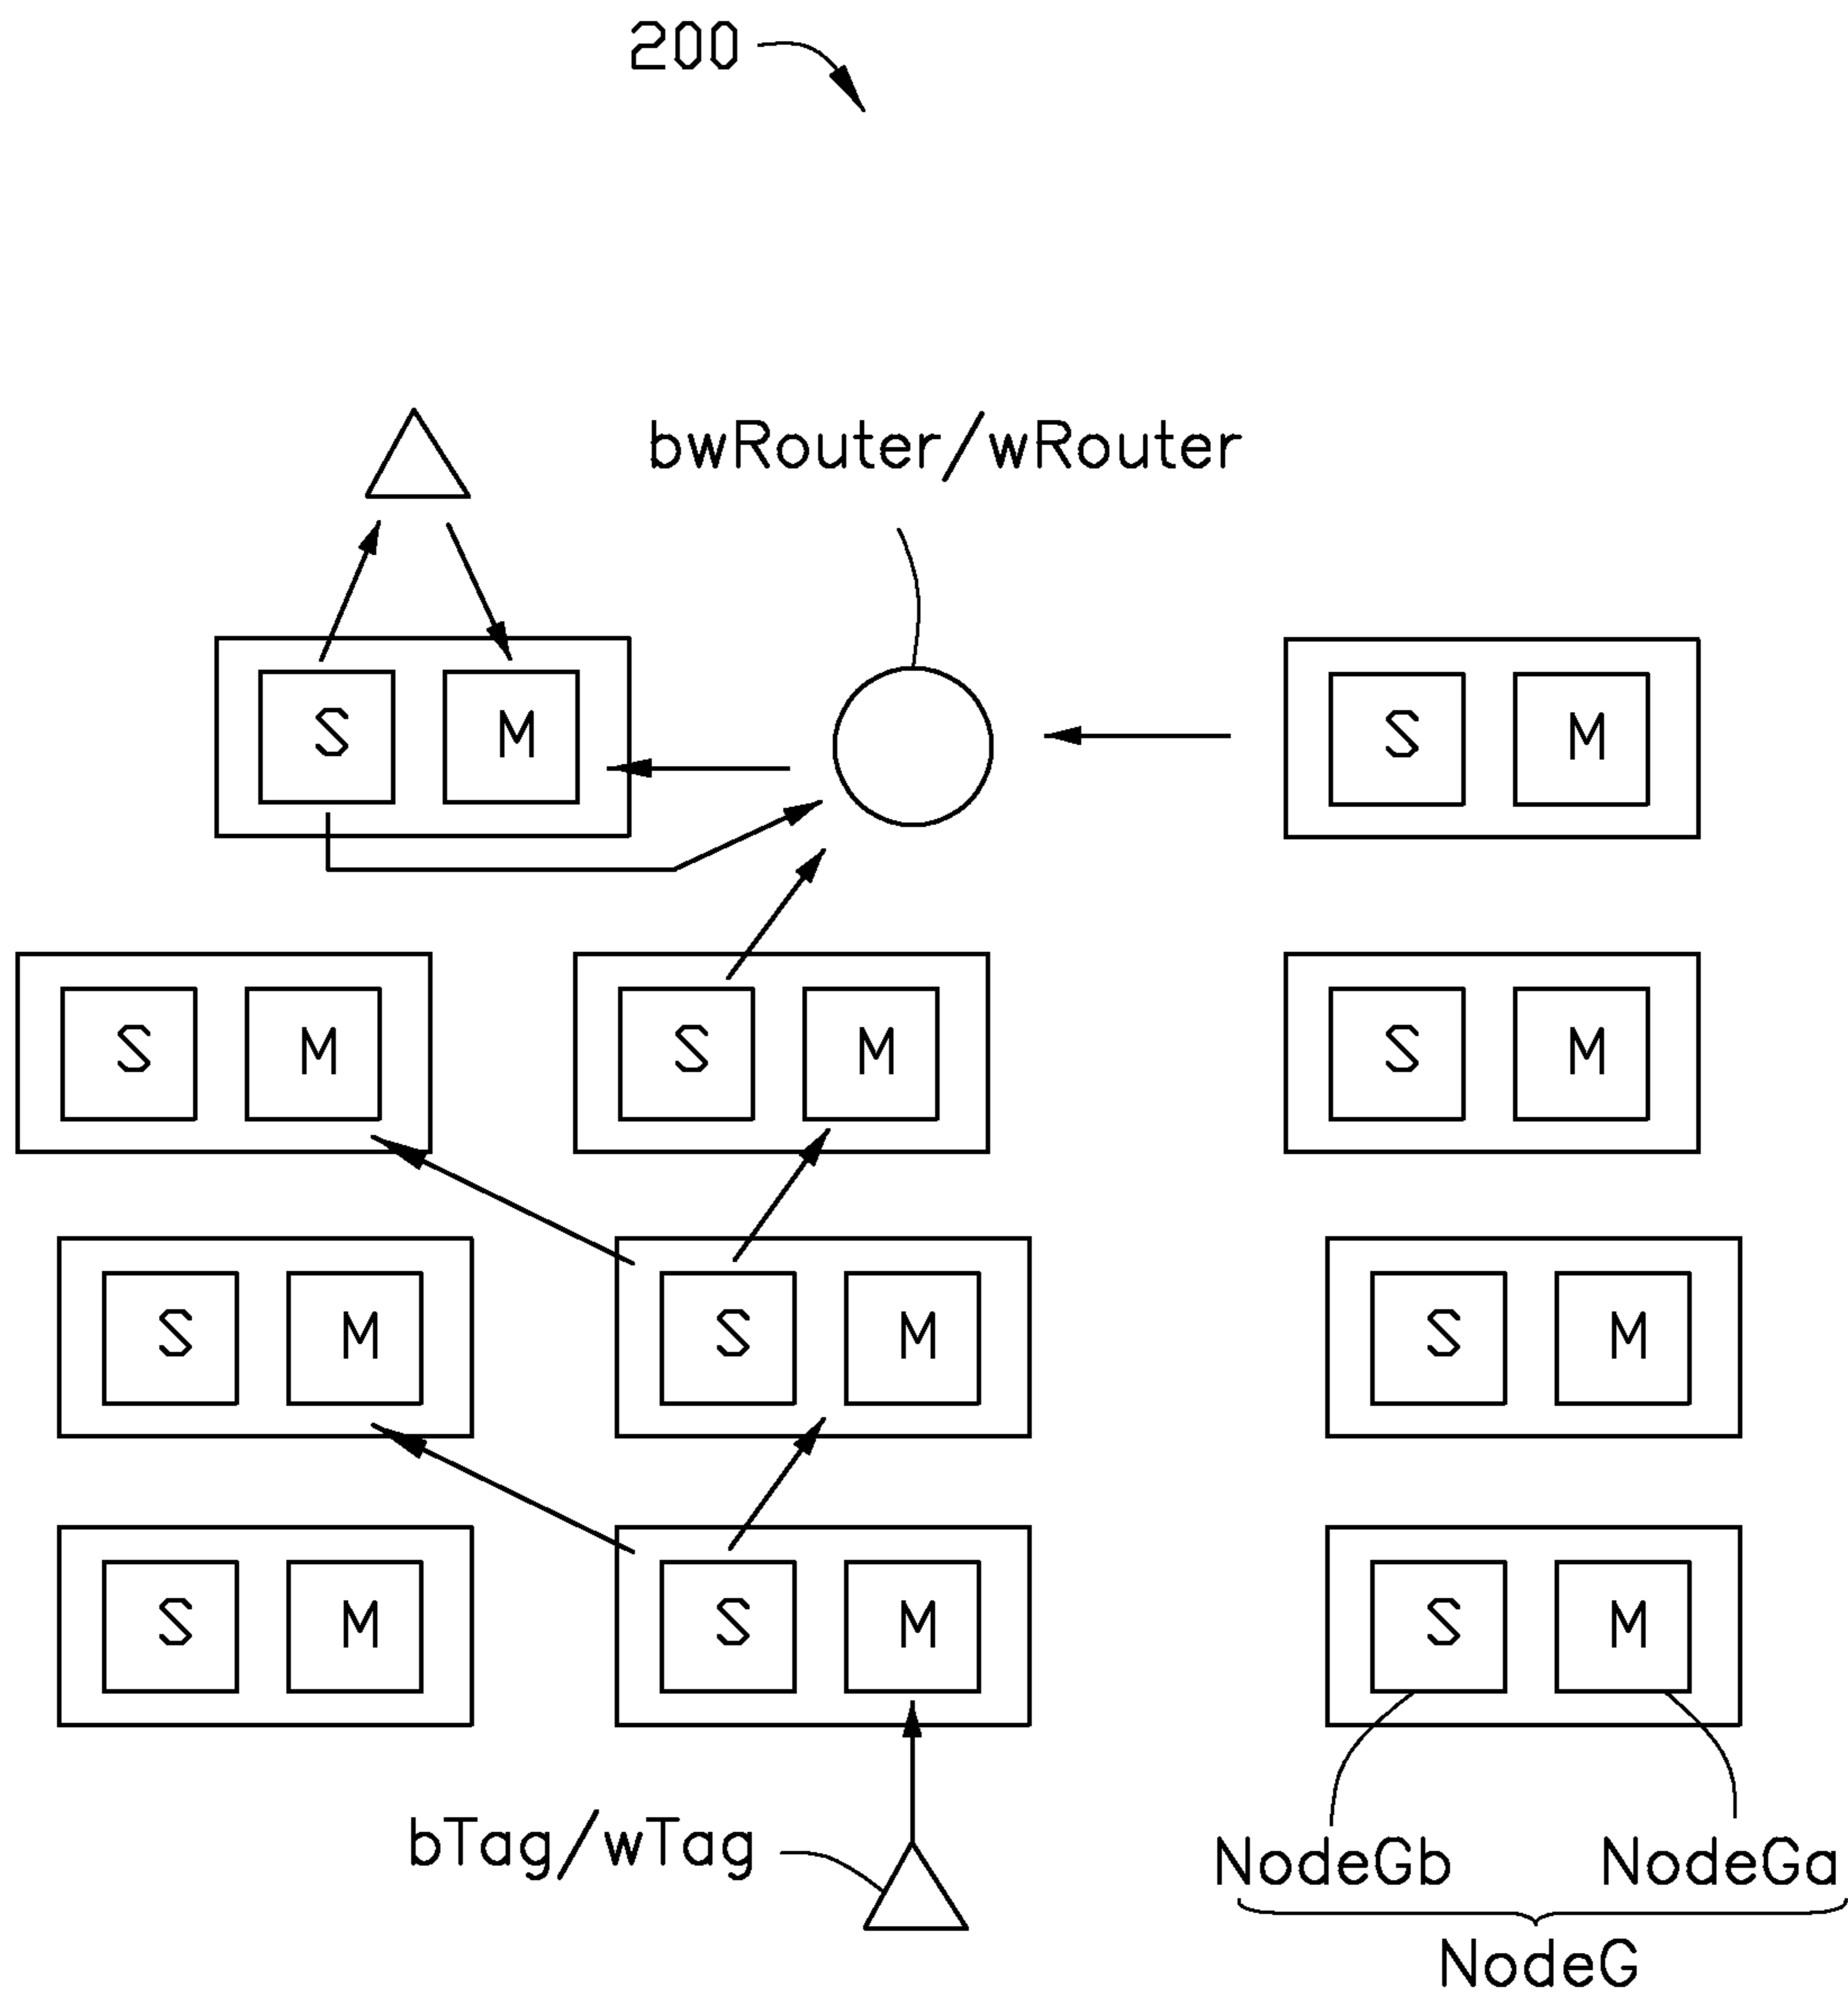 200
bwRouter/wRouter
S M S M
S M S M S M
S M S M S M
S M S M S M
bTag/wTag
NodeGb NodeGa
NodeG